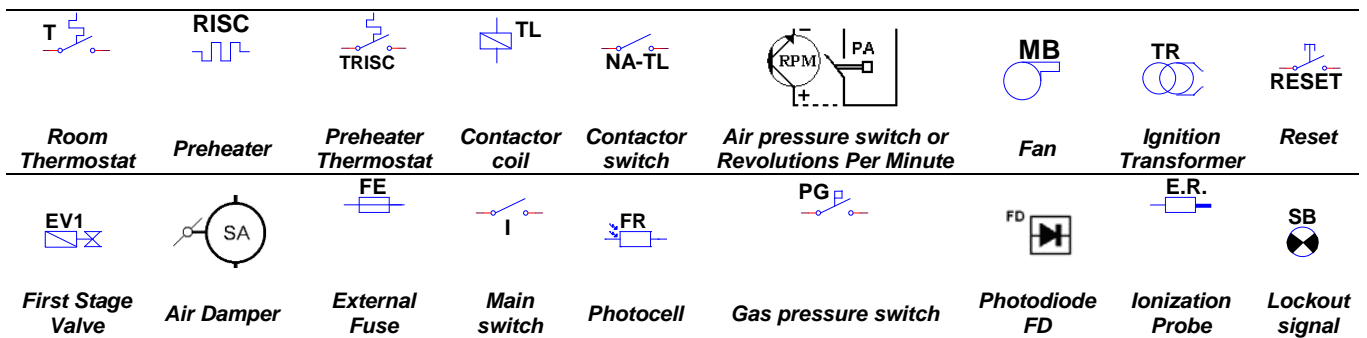 T
RISC
TRISC
TL
NA-TL
−
RPM
+
PA
MB
TR
RESET
Room
Thermostat
Preheater
Preheater
Thermostat
Contactor
coil
Contactor
switch
Air pressure switch or
Revolutions Per Minute
Fan
Ignition
Transformer
Reset
EV1
SA
FE
I
FR
PG
FD
E.R.
SB
First Stage
Valve
Air Damper
External
Fuse
Main
switch
Photocell
Gas pressure switch
Photodiode
FD
Ionization
Probe
Lockout
signal